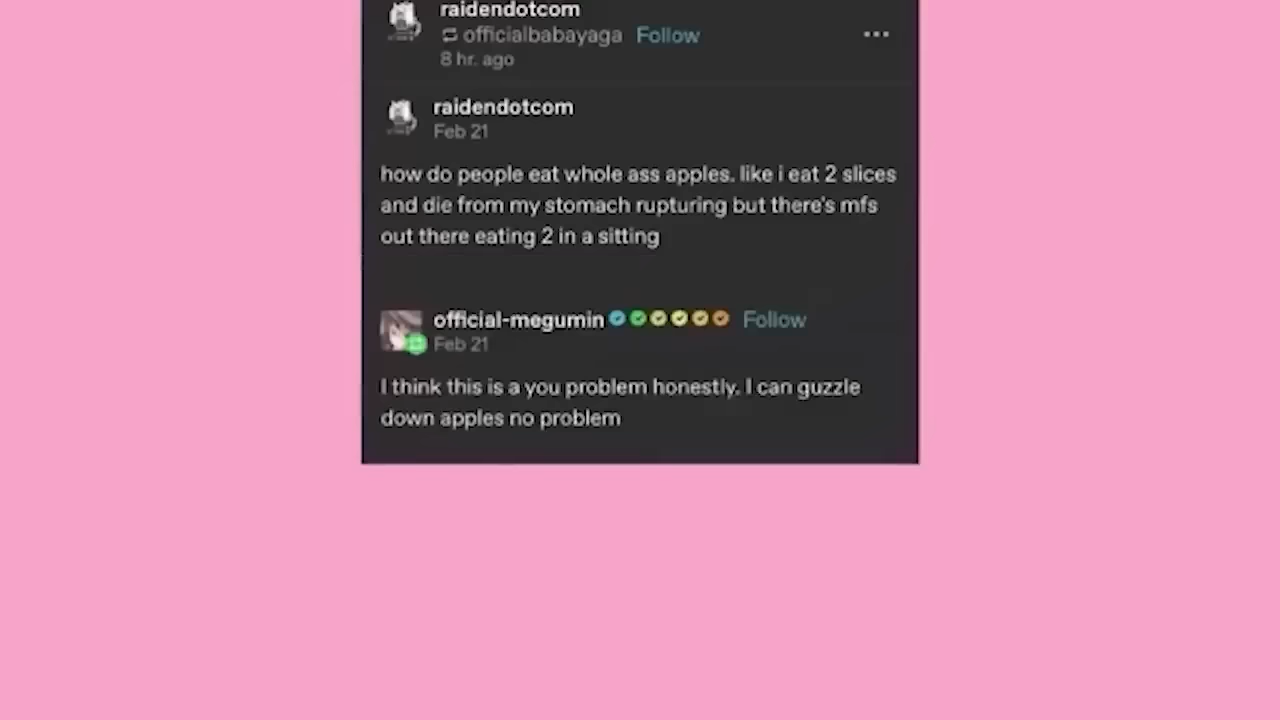 raidendotcom
officialbabayaga Follow
8 hr. ago
raidendotcom
Feb 21
how do people eat whole ass apples. like i eat 2 slices
and die from my stomach rupturing but there's mfs
out there eating 2 in a sitting
official-megumin Follow
Feb 21
I think this is a you problem honestly. I can guzzle
down apples no problem